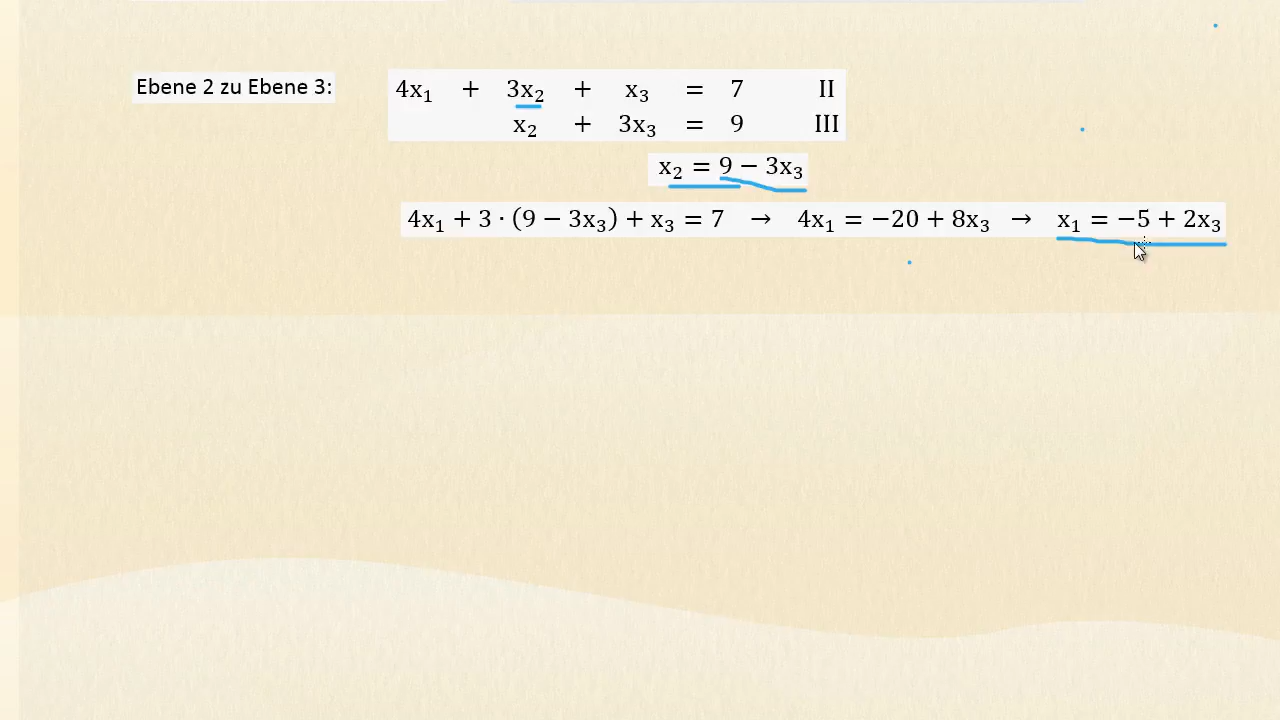 Ebene 2 zu Ebene 3:
4x₁ + 3x₂ + x₃ = 7 II
x₂ + 3x₃ = 9 III
x₂ = 9 − 3x₃
4x₁ + 3 · (9 − 3x₃) + x₃ = 7 → 4x₁ = −20 + 8x₃ → x₁ = −5 + 2x₃